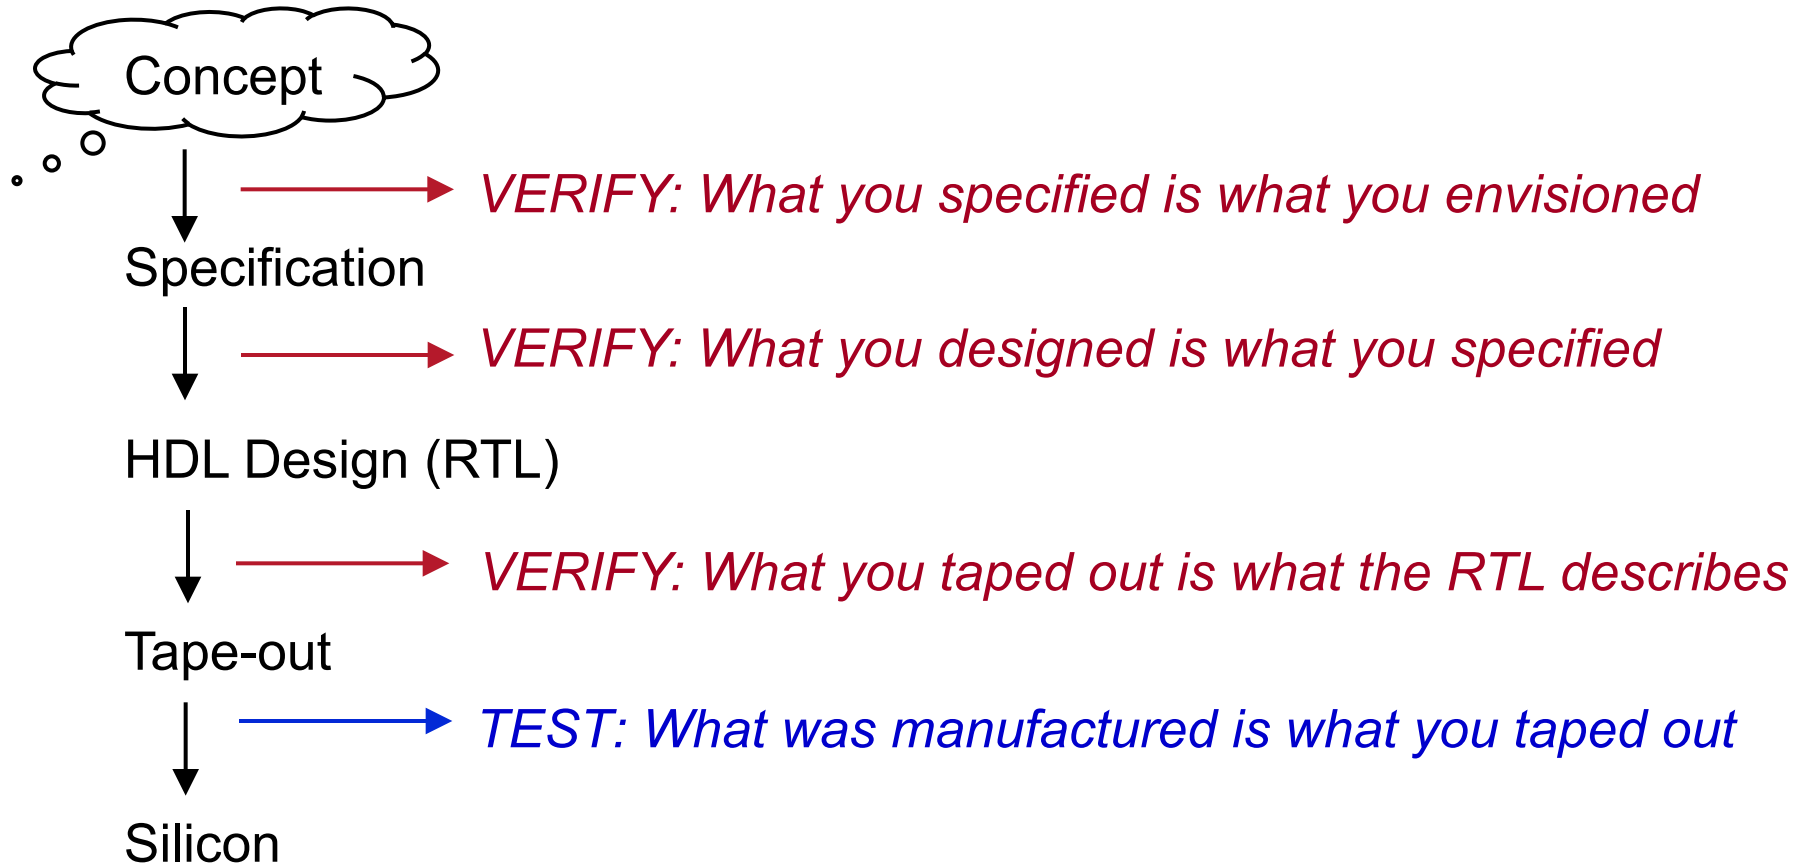 Concept
VERIFY: What you specified is what you envisioned
Specification
VERIFY: What you designed is what you specified
HDL Design (RTL)
VERIFY: What you taped out is what the RTL describes
Tape-out
TEST: What was manufactured is what you taped out
Silicon